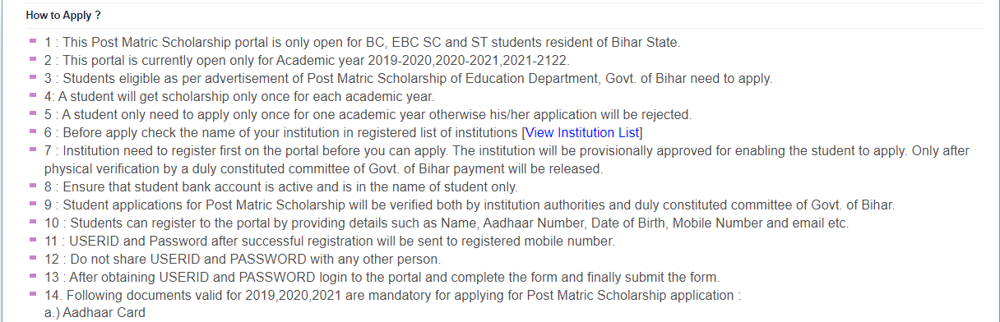 How to Apply ?
1 : This Post Matric Scholarship portal is only open for BC, EBC SC and ST students resident of Bihar State.
2 : This portal is currently open only for Academic year 2019-2020,2020-2021,2021-2122.
3 : Students eligible as per advertisement of Post Matric Scholarship of Education Department, Govt. of Bihar need to apply.
4: A student will get scholarship only once for each academic year.
5 : A student only need to apply only once for one academic year otherwise his/her application will be rejected.
6 : Before apply check the name of your institution in registered list of institutions [View Institution List]
7 : Institution need to register first on the portal before you can apply. The institution will be provisionally approved for enabling the student to apply. Only after
physical verification by a duly constituted committee of Govt. of Bihar payment will be released.
8 : Ensure that student bank account is active and is in the name of student only.
9 : Student applications for Post Matric Scholarship will be verified both by institution authorities and duly constituted committee of Govt. of Bihar.
10 : Students can register to the portal by providing details such as Name, Aadhaar Number, Date of Birth, Mobile Number and email etc.
11 : USERID and Password after successful registration will be sent to registered mobile number.
12 : Do not share USERID and PASSWORD with any other person.
13 : After obtaining USERID and PASSWORD login to the portal and complete the form and finally submit the form.
14. Following documents valid for 2019,2020,2021 are mandatory for applying for Post Matric Scholarship application :
a.) Aadhaar Card